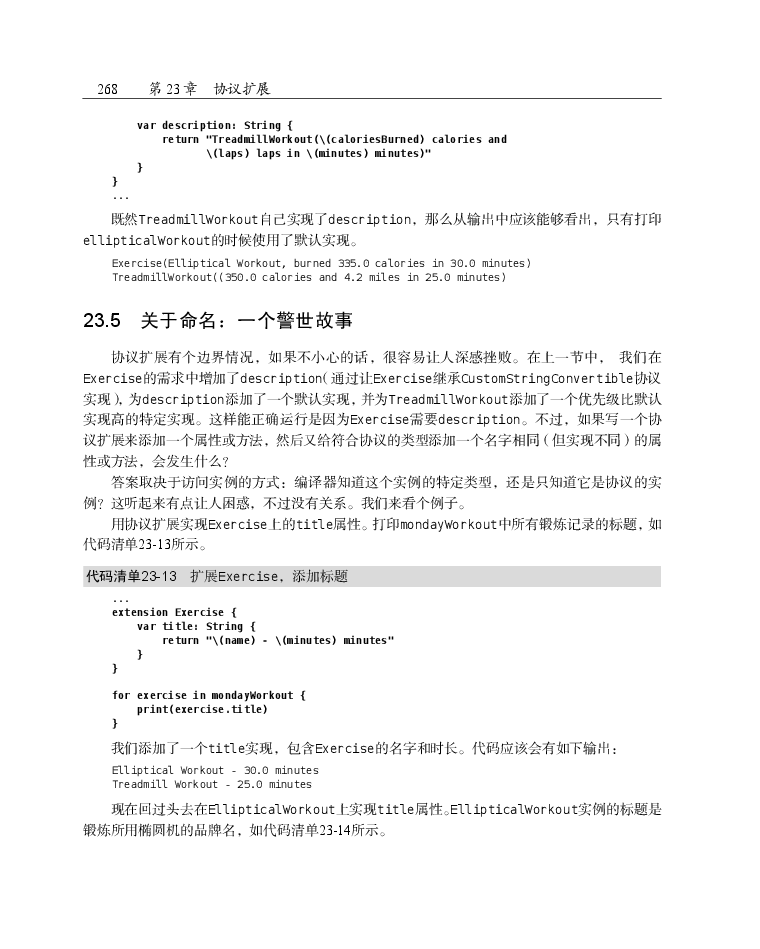 268 第 23 章 协议扩展
var description: String {
return "TreadmillWorkout(\(caloriesBurned) calories and
\(laps) laps in \(minutes) minutes)"
}
}
...
既然TreadmillWorkout自己实现了description，那么从输出中应该能够看出，只有打印
ellipticalWorkout的时候使用了默认实现。
Exercise(Elliptical Workout, burned 335.0 calories in 30.0 minutes)
TreadmillWorkout((350.0 calories and 4.2 miles in 25.0 minutes)
23.5 关于命名：一个警世故事
协议扩展有个边界情况，如果不小心的话，很容易让人深感挫败。在上一节中， 我们在
Exercise的需求中增加了description（通过让Exercise继承CustomStringConvertible协议
实现），为description添加了一个默认实现，并为TreadmillWorkout添加了一个优先级比默认
实现高的特定实现。这样能正确运行是因为Exercise需要description。不过，如果写一个协
议扩展来添加一个属性或方法，然后又给符合协议的类型添加一个名字相同（但实现不同）的属
性或方法，会发生什么？
答案取决于访问实例的方式：编译器知道这个实例的特定类型，还是只知道它是协议的实
例？这听起来有点让人困惑，不过没有关系。我们来看个例子。
用协议扩展实现Exercise上的title属性。打印mondayWorkout中所有锻炼记录的标题，如
代码清单23-13所示。
代码清单23-13 扩展Exercise，添加标题
...
extension Exercise {
var title: String {
return "\(name) - \(minutes) minutes"
}
}
for exercise in mondayWorkout {
print(exercise.title)
}
我们添加了一个title实现，包含Exercise的名字和时长。代码应该会有如下输出：
Elliptical Workout - 30.0 minutes
Treadmill Workout - 25.0 minutes
现在回过头去在EllipticalWorkout上实现title属性。EllipticalWorkout实例的标题是
锻炼所用椭圆机的品牌名，如代码清单23-14所示。